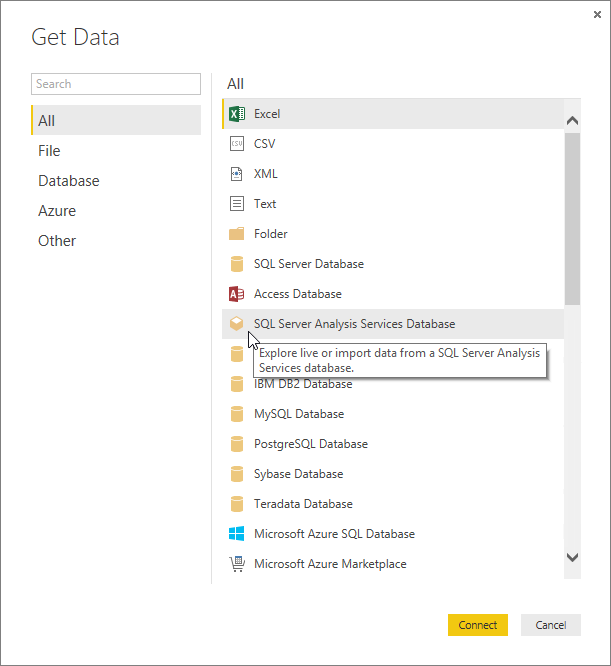 Get Data
Search
All
File
Database
Azure
Other
All
Excel
CSV
CSV
XML
Text
Folder
SQL Server Database
Access Database
SQL Server Analysis Services Database
Explore live or import data from a SQL Server Analysis
Services database.
IBM DB2 Database
MySQL Database
PostgreSQL Database
Sybase Database
Teradata Database
Microsoft Azure SQL Database
Microsoft Azure Marketplace
Connect
Cancel